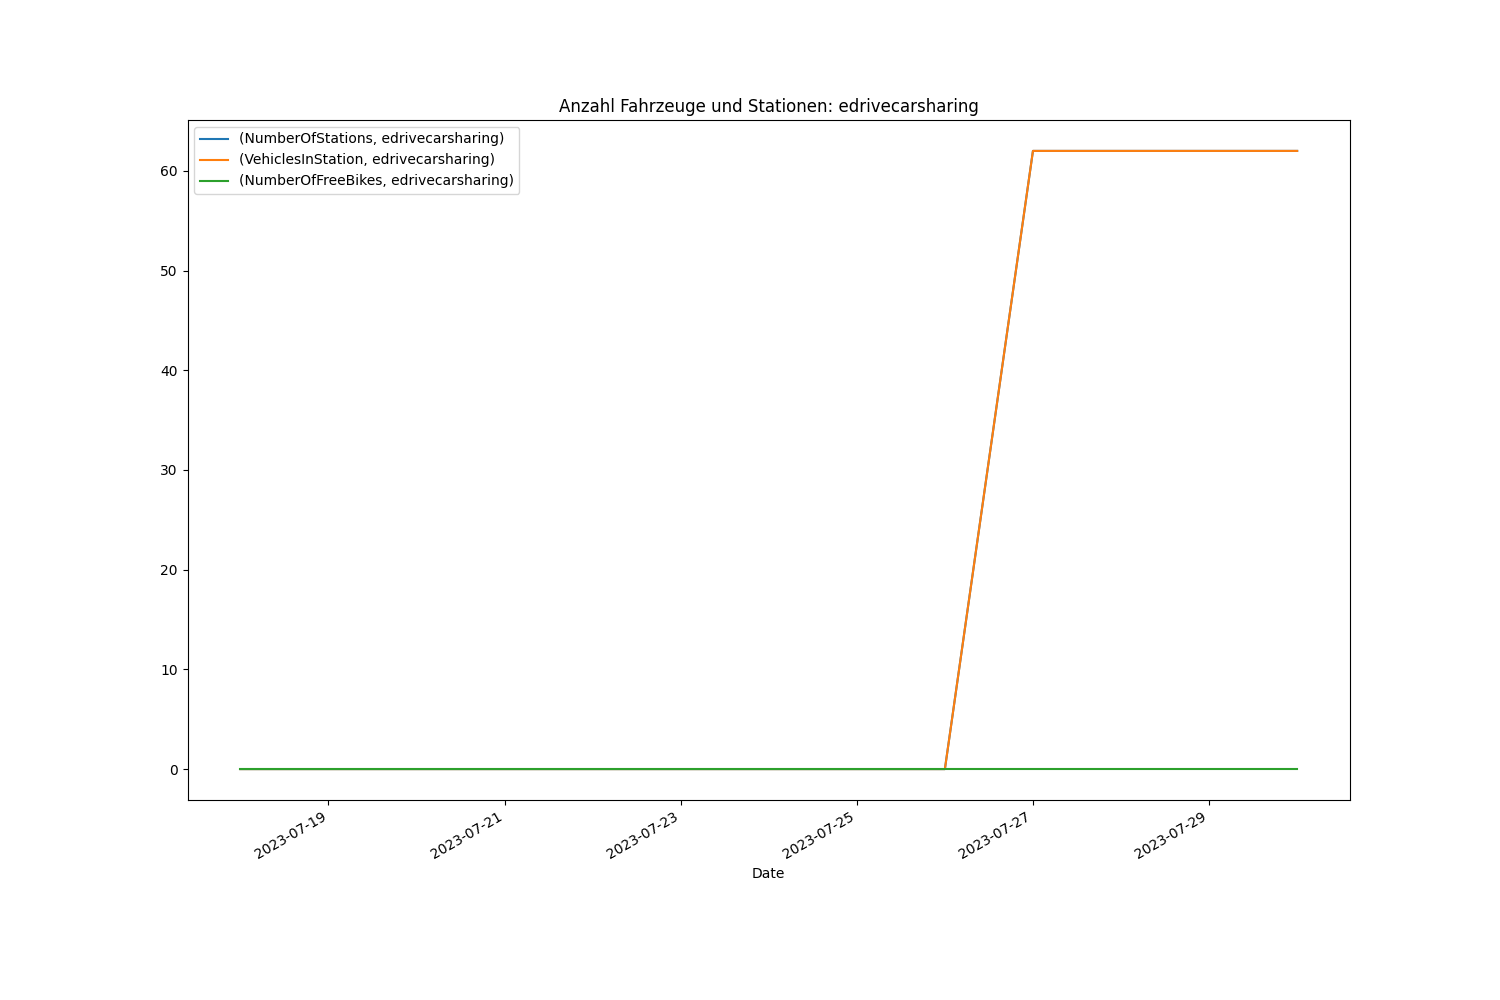 Anzahl Fahrzeuge und Stationen: edrivecarsharing
(NumberOfStations, edrivecarsharing)
(VehiclesInStation, edrivecarsharing)
(NumberOfFreeBikes, edrivecarsharing)
60
50
40
30
20
10
0
2023-07-19
2023-07-21
2023-07-23
2023-07-25
2023-07-27
2023-07-29
Date